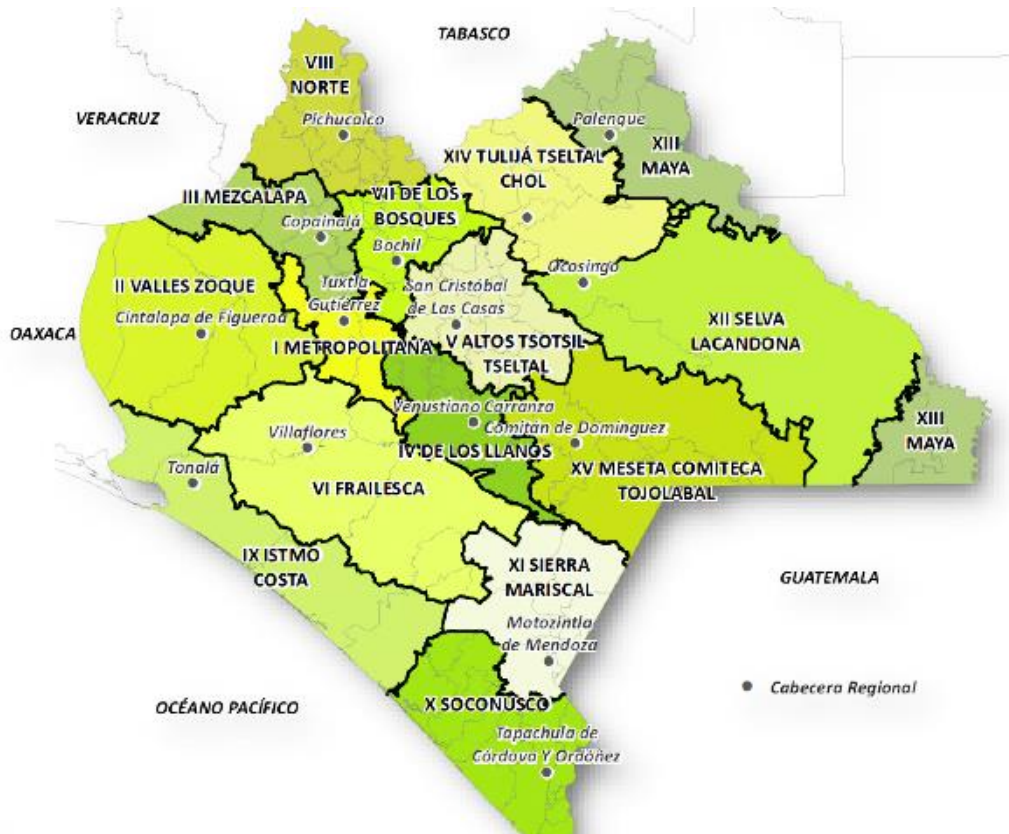 TABASCO
VIII
NORTE
VERACRUZ
Pichucalco
Palenque
XIII
MAYA
XIV TULIJÁ TSELTAL
CHOL
III MEZCALAPA
VII DE LOS
BOSQUES
Copainalá
Bochil
Ocosingo
II VALLES ZOQUE
Tuxtla
Gutiérrez
San Cristóbal
de Las Casas
Cintalapa de Figueroa
OAXACA
XII SELVA
LACANDONA
I METROPOLITANA
V ALTOS TSOTSIL
TSELTAL
Venustiano Carranza
XIII
MAYA
Villaflores
Comitán de Domínguez
IV DE LOS LLANOS
Tonalá
XV MESETA COMITECA
TOJOLABAL
VI FRAILESCA
IX ISTMO
COSTA
XI SIERRA
MARISCAL
GUATEMALA
Motozintla
de Mendoza
Cabecera Regional
OCÉANO PACÍFICO
X SOCONUSCO
Tapachula de
Córdova Y Ordóñez